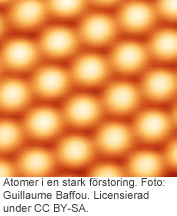 Atomer i en stark förstoring. Foto:
Guillaume Baffou. Licensierad
under CC BY-SA.